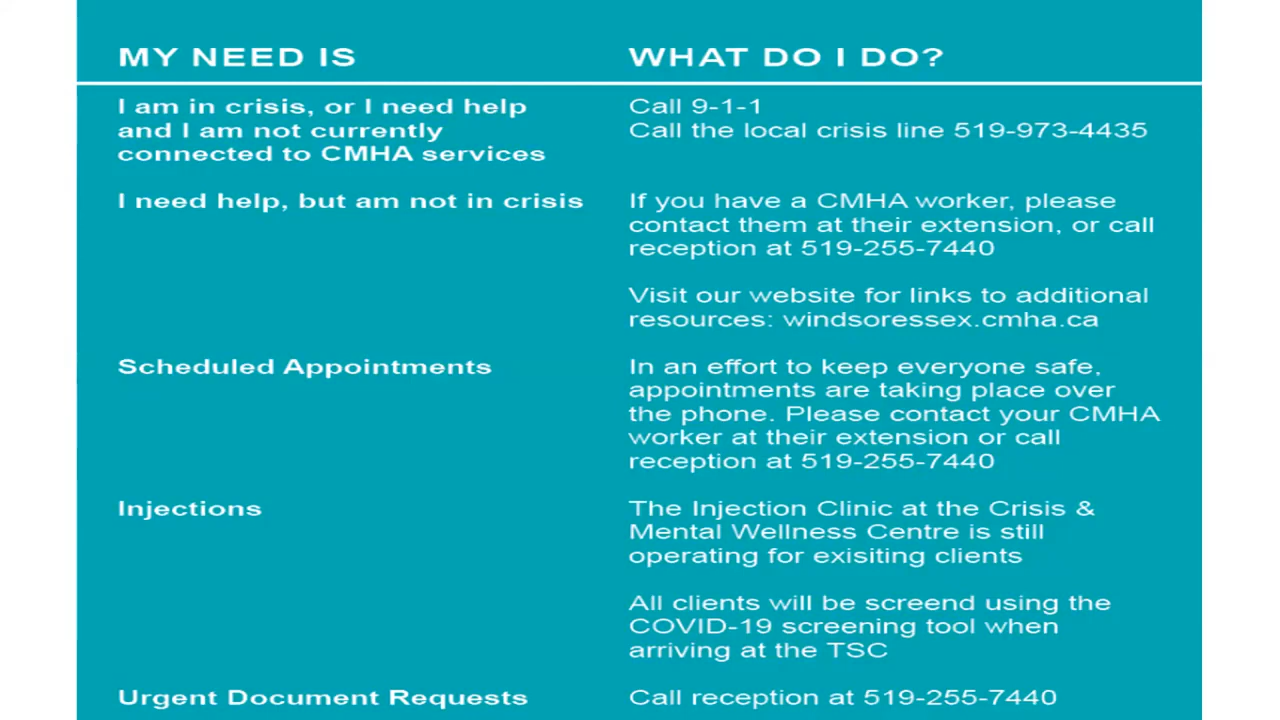 MY NEED IS
WHAT DO I DO?
I am in crisis, or I need help
and I am not currently
connected to CMHA services
Call 9-1-1
Call the local crisis line 519-973-4435
I need help, but am not in crisis
If you have a CMHA worker, please
contact them at their extension, or call
reception at 519-255-7440
Visit our website for links to additional
resources: windsoressex.cmha.ca
Scheduled Appointments
In an effort to keep everyone safe,
appointments are taking place over
the phone. Please contact your CMHA
worker at their extension or call
reception at 519-255-7440
Injections
The Injection Clinic at the Crisis &
Mental Wellness Centre is still
operating for exisiting clients
All clients will be screend using the
COVID-19 screening tool when
arriving at the TSC
Urgent Document Requests
Call reception at 519-255-7440